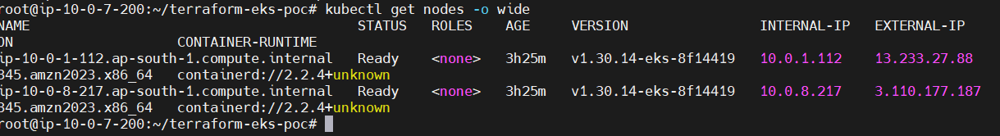 root@ip-10-0-7-200:~/terraform-eks-poc# kubectl get nodes -o wide
NAME STATUS ROLES AGE VERSION INTERNAL-IP EXTERNAL-IP
ON CONTAINER-RUNTIME
ip-10-0-1-112.ap-south-1.compute.internal Ready <none> 3h25m v1.30.14-eks-8f14419 10.0.1.112 13.233.27.88
345.amzn2023.x86_64 containerd://2.2.4+unknown
ip-10-0-8-217.ap-south-1.compute.internal Ready <none> 3h25m v1.30.14-eks-8f14419 10.0.8.217 3.110.177.187
345.amzn2023.x86_64 containerd://2.2.4+unknown
root@ip-10-0-7-200:~/terraform-eks-poc#